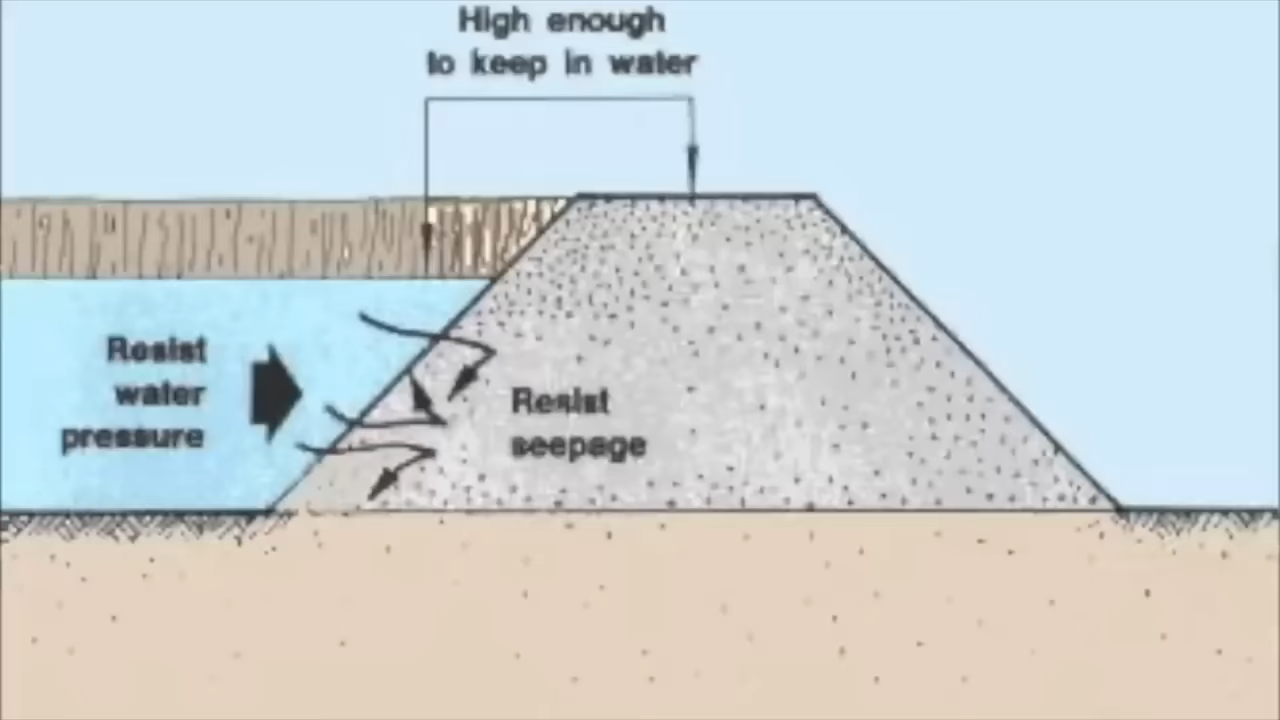 High enough
to keep in water
Resist
water
pressure
Resist
seepage